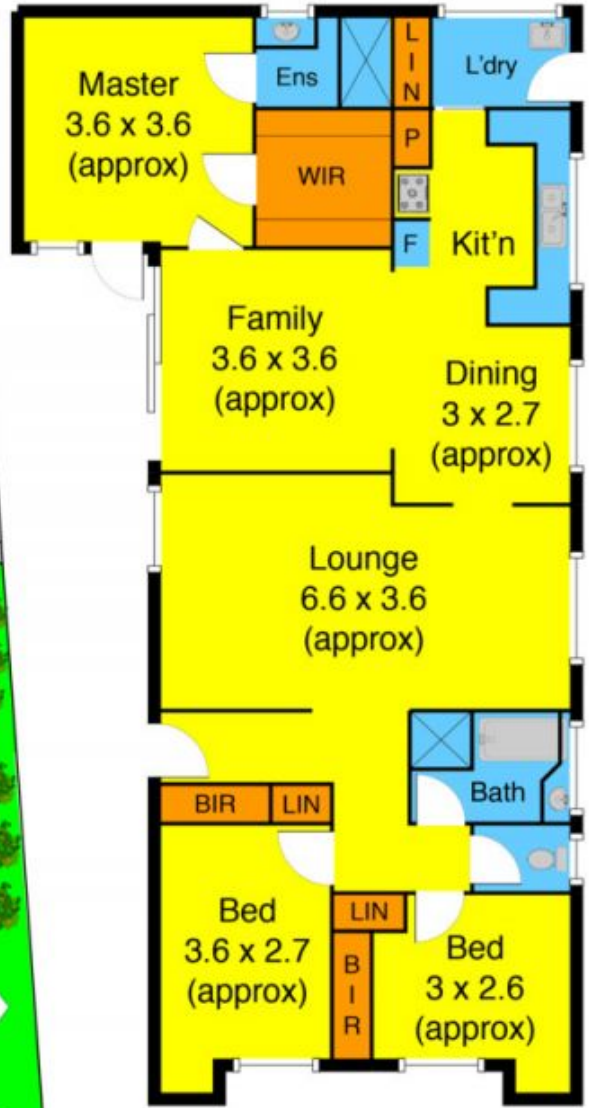 Master
3.6 x 3.6
(approx)
Ens
LIN
L'dry
WIR
P
F
Kit'n
Family
3.6 x 3.6
(approx)
Dining
3 x 2.7
(approx)
Lounge
6.6 x 3.6
(approx)
Bath
BIR
LIN
Bed
3.6 x 2.7
(approx)
LIN
BIR
Bed
3 x 2.6
(approx)